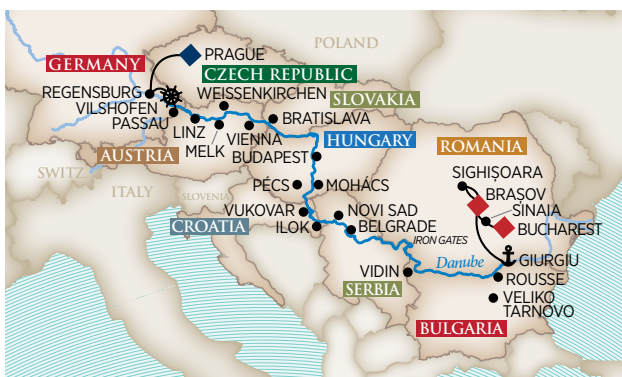 POLAND
PRAGUE
GERMANY
CZECH REPUBLIC
REGENSBURG
WEISSENKIRCHEN
SLOVAKIA
VILSHOFEN
PASSAU
BRATISLAVA
LINZ
VIENNA
HUNGARY
ROMANIA
MELK
AUSTRIA
BUDAPEST
SWITZ
SIGHIȘOARA
ITALY
PÉCS
MOHÁCS
BRAȘOV
SLOVENIA
SINAIA
VUKOVAR
NOVI SAD
BUCHAREST
CROATIA
ILOK
BELGRADE
IRON GATES
GIURGIU
Danube
VIDIN
ROUSSE
SERBIA
VELIKO
TARNOVO
BULGARIA